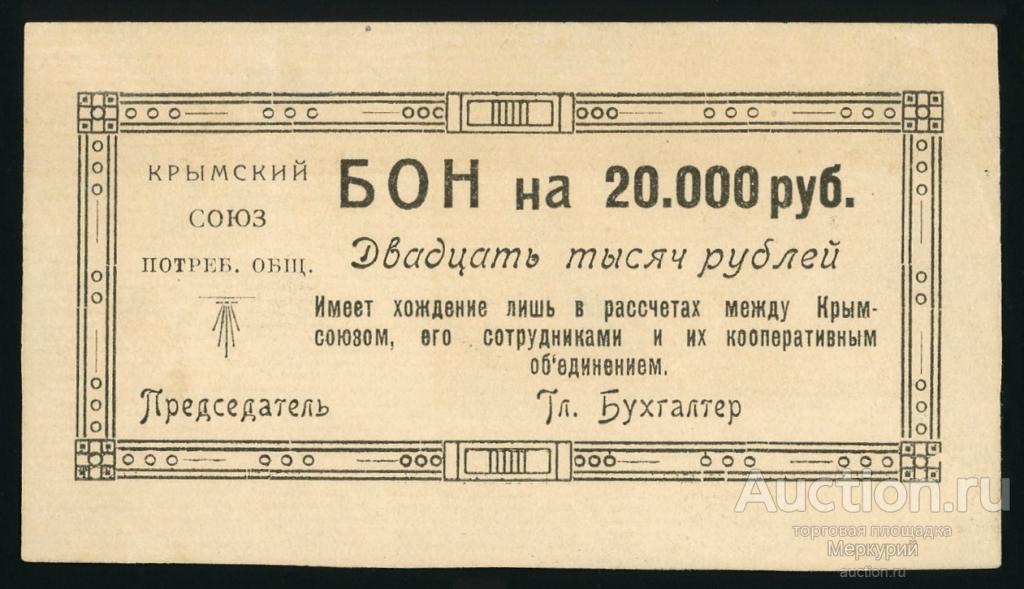 КРЫМСКИЙ
СОЮЗ
ПОТРЕБ. ОБЩ.
БОН на 20.000 руб.
Двадцать тысяч рублей
Имеет хождение лишь в рассчетах между Крым-
союзом, его сотрудниками и их кооперативным
об'единением.
Председатель
Гл. Бухгалтер
Auction.ru
торговая площадка
Меркурий
auction.ru